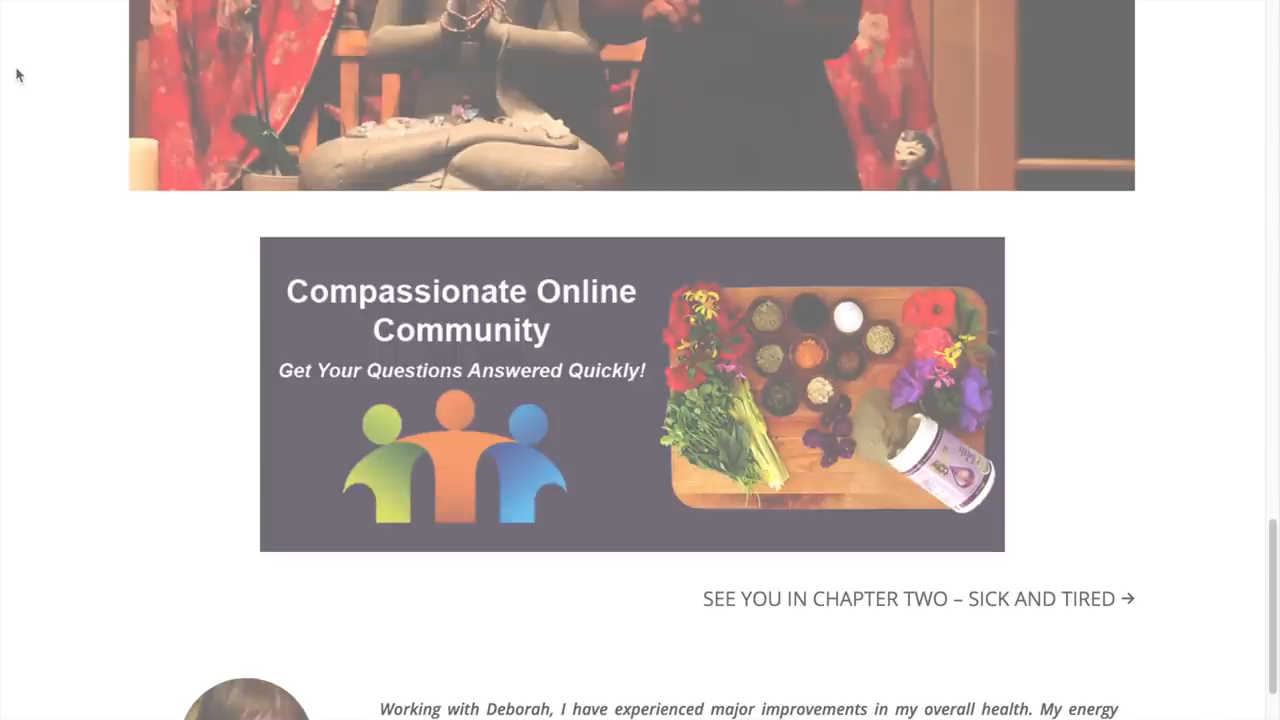 Compassionate Online
Community
Get Your Questions Answered Quickly!
SEE YOU IN CHAPTER TWO – SICK AND TIRED →
Working with Deborah, I have experienced major improvements in my overall health. My energy